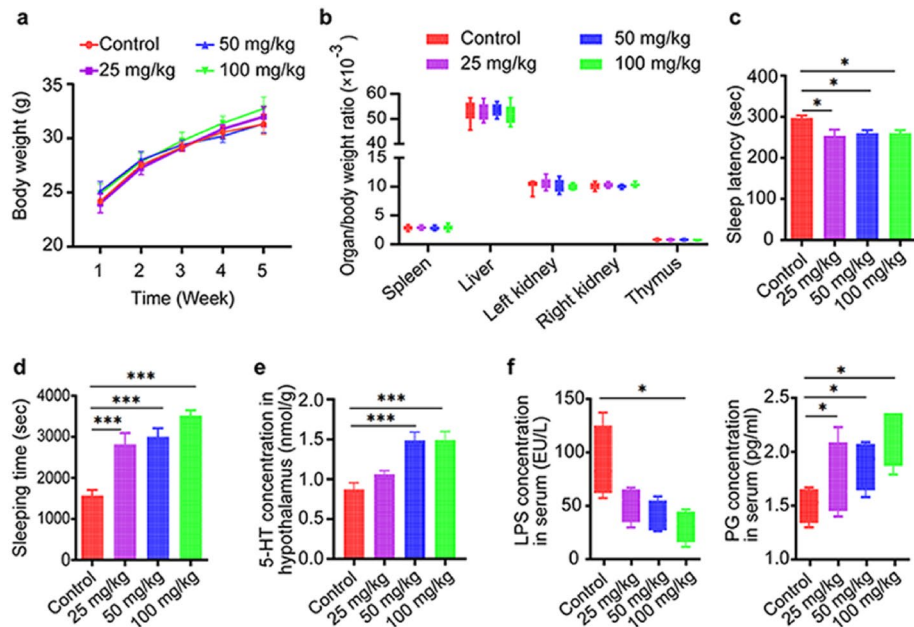 a
Control
50 mg/kg
25 mg/kg
100 mg/kg
Body weight (g)
35
30
25
20
1 2 3 4 5
Time (Week)
b
Control
50 mg/kg
25 mg/kg
100 mg/kg
Organ/body weight ratio (×10⁻³)
60
50
40
15
10
5
0
Spleen
Liver
Left kidney
Right kidney
Thymus
c
Sleep latency (sec)
400
300
200
100
0
*
*
*
Control
25 mg/kg
50 mg/kg
100 mg/kg
d
Sleeping time (sec)
4000
3000
2000
1000
0
***
***
***
Control
25 mg/kg
50 mg/kg
100 mg/kg
e
5-HT concentration in
hypothalamus (nmol/g)
2.0
1.5
1.0
0.5
0.0
***
***
Control
25 mg/kg
50 mg/kg
100 mg/kg
f
LPS concentration
in serum (EU/L)
150
100
50
0
*
Control
25 mg/kg
50 mg/kg
100 mg/kg
PG concentration
in serum (pg/ml)
2.5
2.0
1.5
1.0
*
*
*
Control
25 mg/kg
50 mg/kg
100 mg/kg